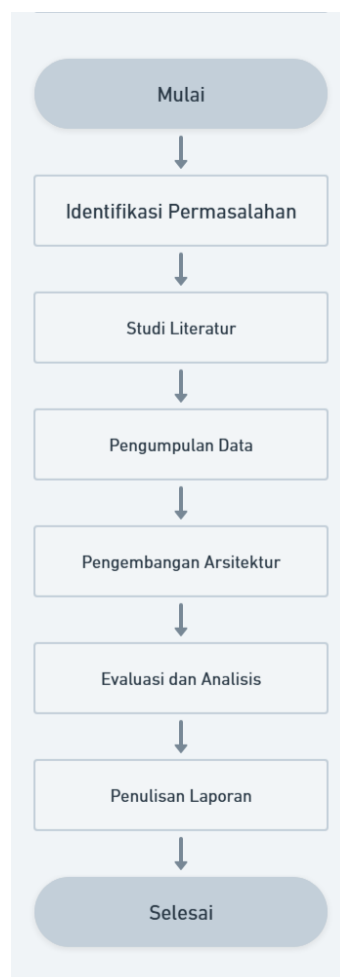 Mulai
Identifikasi Permasalahan
Studi Literatur
Pengumpulan Data
Pengembangan Arsitektur
Evaluasi dan Analisis
Penulisan Laporan
Selesai